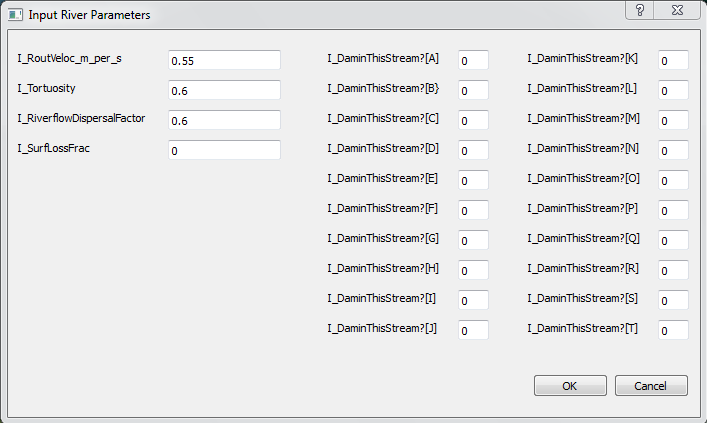 Input River Parameters
I_RoutVeloc_m_per_s 0.55 I_DaminThisStream?[A] 0 I_DaminThisStream?[K] 0
I_Tortuosity 0.6 I_DaminThisStream?[B} 0 I_DaminThisStream?[L] 0
I_RiverflowDispersalFactor 0.6 I_DaminThisStream?[C] 0 I_DaminThisStream?[M] 0
I_SurfLossFrac 0 I_DaminThisStream?[D] 0 I_DaminThisStream?[N] 0
I_DaminThisStream?[E] 0 I_DaminThisStream?[O] 0
I_DaminThisStream?[F] 0 I_DaminThisStream?[P] 0
I_DaminThisStream?[G] 0 I_DaminThisStream?[Q] 0
I_DaminThisStream?[H] 0 I_DaminThisStream?[R] 0
I_DaminThisStream?[I] 0 I_DaminThisStream?[S] 0
I_DaminThisStream?[J] 0 I_DaminThisStream?[T] 0
OK Cancel